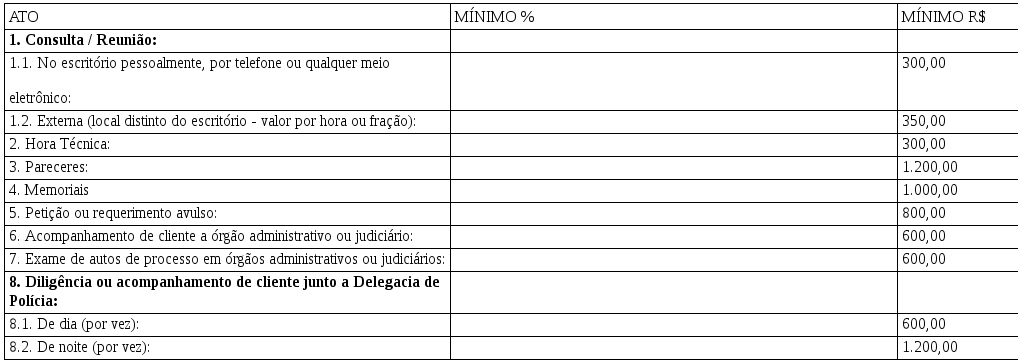 ATO MÍNIMO % MÍNIMO R$
1. Consulta / Reunião:
1.1. No escritório pessoalmente, por telefone ou qualquer meio 300,00
eletrônico:
1.2. Externa (local distinto do escritório - valor por hora ou fração): 350,00
2. Hora Técnica: 300,00
3. Pareceres: 1.200,00
4. Memoriais 1.000,00
5. Petição ou requerimento avulso: 800,00
6. Acompanhamento de cliente a órgão administrativo ou judiciário: 600,00
7. Exame de autos de processo em órgãos administrativos ou judiciários: 600,00
8. Diligência ou acompanhamento de cliente junto a Delegacia de
Polícia:
8.1. De dia (por vez): 600,00
8.2. De noite (por vez): 1.200,00